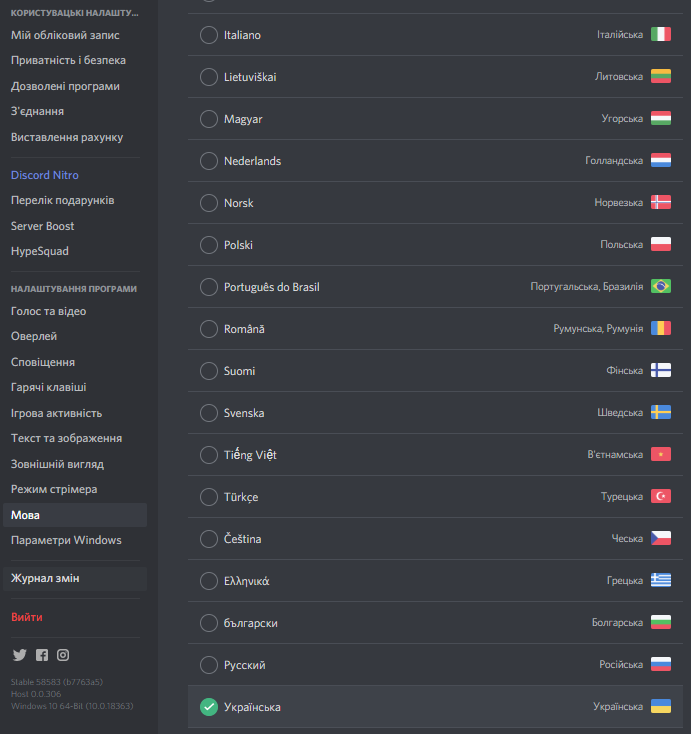 КОРИСТУВАЦЬКІ НАЛАШТУ...
Мій обліковий запис
Приватність і безпека
Дозволені програми
З'єднання
Виставлення рахунку
Discord Nitro
Перелік подарунків
Server Boost
HypeSquad
НАЛАШТУВАННЯ ПРОГРАМИ
Голос та відео
Оверлей
Сповіщення
Гарячі клавіші
Ігрова активність
Текст та зображення
Зовнішній вигляд
Режим стрімера
Мова
Параметри Windows
Журнал змін
Вийти
Stable 58583 (b7763a5)
Host 0.0.306
Windows 10 64-Bit (10.0.18363)
Italiano Італійська
Lietuviškai Литовська
Magyar Угорська
Nederlands Голландська
Norsk Норвезька
Polski Польська
Português do Brasil Португальська, Бразилія
Română Румунська, Румунія
Suomi Фінська
Svenska Шведська
Tiếng Việt В'єтнамська
Türkçe Турецька
Čeština Чеська
Ελληνικά Грецька
български Болгарська
Русский Російська
Українська Українська